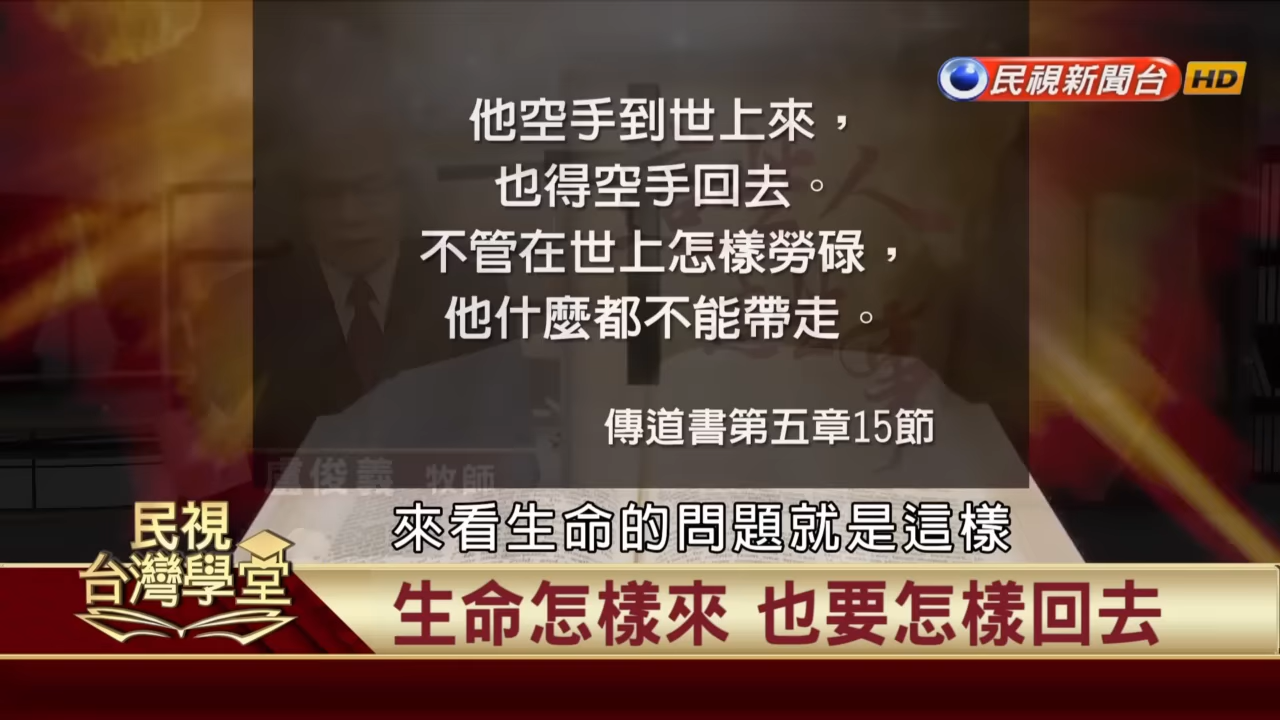 民視新聞台 HD
他空手到世上來，
也得空手回去。
不管在世上怎樣勞碌，
他什麼都不能帶走。
傳道書第五章15節
盧俊義 牧師
來看生命的問題就是這樣
民視
台灣學堂
生命怎樣來 也要怎樣回去